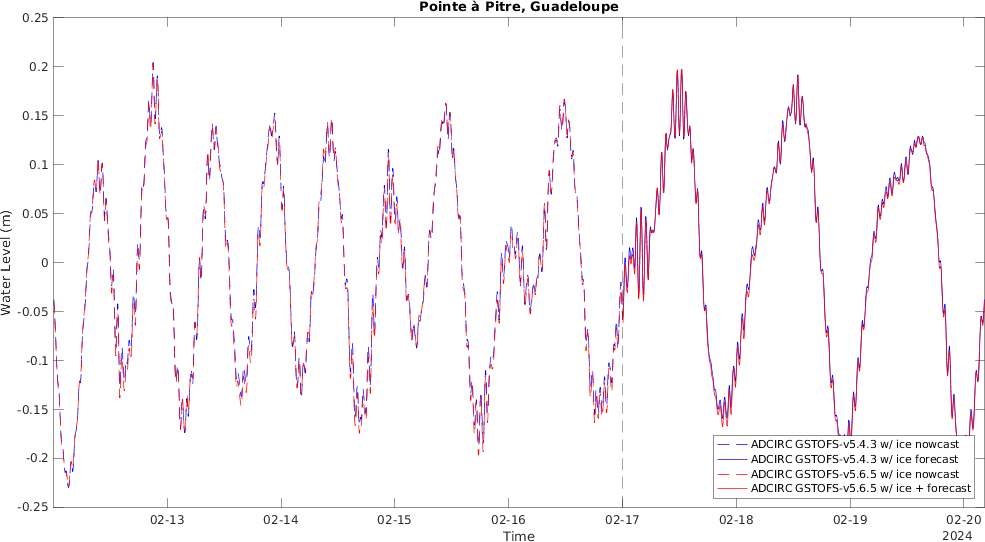 Pointe à Pitre, Guadeloupe
0.25
0.2
0.15
0.1
0.05
0
-0.05
-0.1
-0.15
-0.2
-0.25
Water Level (m)
02-13
02-14
02-15
02-16
02-17
02-18
02-19
02-20
2024
Time
ADCIRC GSTOFS-v5.4.3 w/ ice nowcast
ADCIRC GSTOFS-v5.4.3 w/ ice forecast
ADCIRC GSTOFS-v5.6.5 w/ ice nowcast
ADCIRC GSTOFS-v5.6.5 w/ ice + forecast